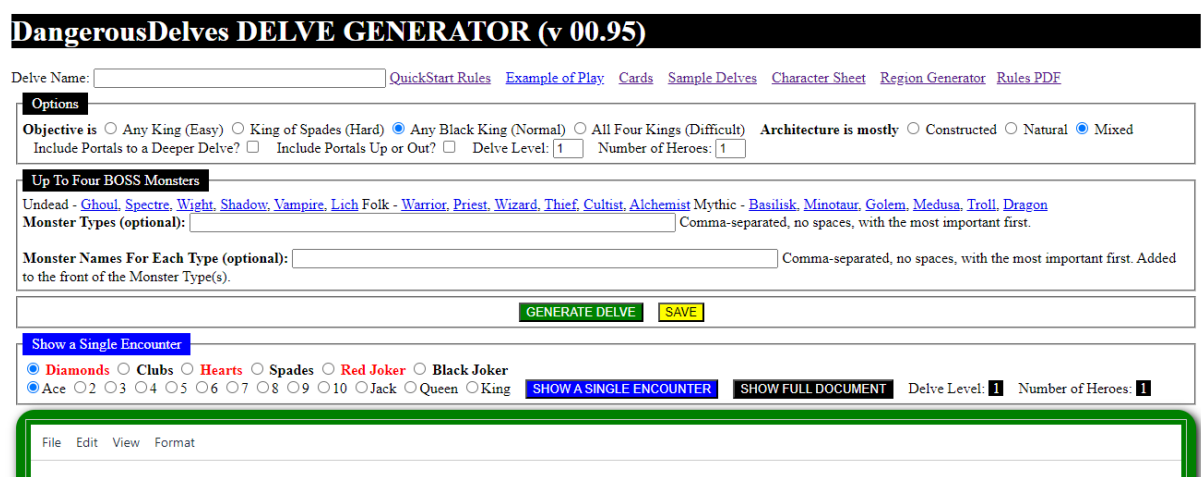 DangerousDelves DELVE GENERATOR (v 00.95)
Delve Name: QuickStart Rules Example of Play Cards Sample Delves Character Sheet Region Generator Rules PDF
Options
Objective is Any King (Easy) King of Spades (Hard) Any Black King (Normal) All Four Kings (Difficult) Architecture is mostly Constructed Natural Mixed
Include Portals to a Deeper Delve? Include Portals Up or Out? Delve Level: 1 Number of Heroes: 1
Up To Four BOSS Monsters
Undead - Ghoul, Spectre, Wight, Shadow, Vampire, Lich Folk - Warrior, Priest, Wizard, Thief, Cultist, Alchemist Mythic - Basilisk, Minotaur, Golem, Medusa, Troll, Dragon
Monster Types (optional): Comma-separated, no spaces, with the most important first.
Monster Names For Each Type (optional): Comma-separated, no spaces, with the most important first. Added
to the front of the Monster Type(s).
GENERATE DELVE SAVE
Show a Single Encounter
Diamonds Clubs Hearts Spades Red Joker Black Joker
Ace 2 3 4 5 6 7 8 9 10 Jack Queen King SHOW A SINGLE ENCOUNTER SHOW FULL DOCUMENT Delve Level: 1 Number of Heroes: 1
File Edit View Format